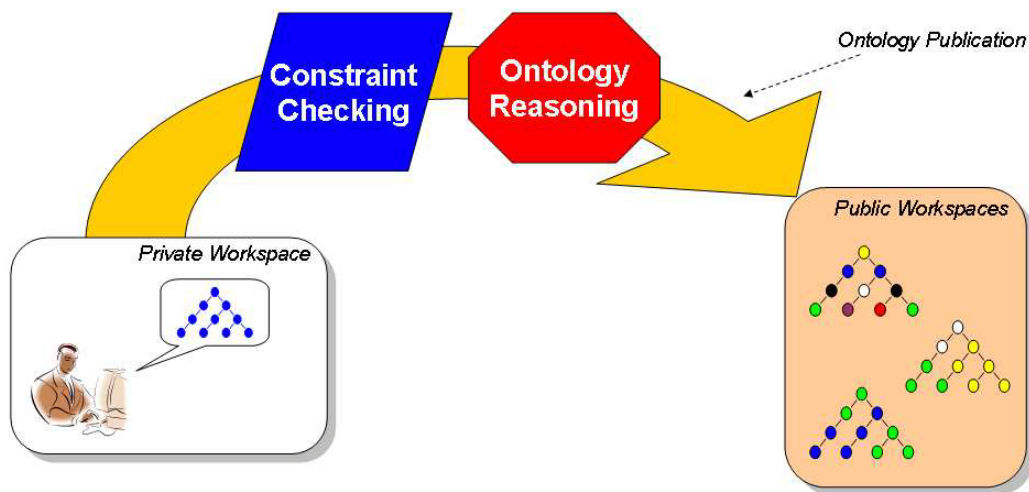 Constraint
Checking
Ontology
Reasoning
Ontology Publication
Private Workspace
Public Workspaces